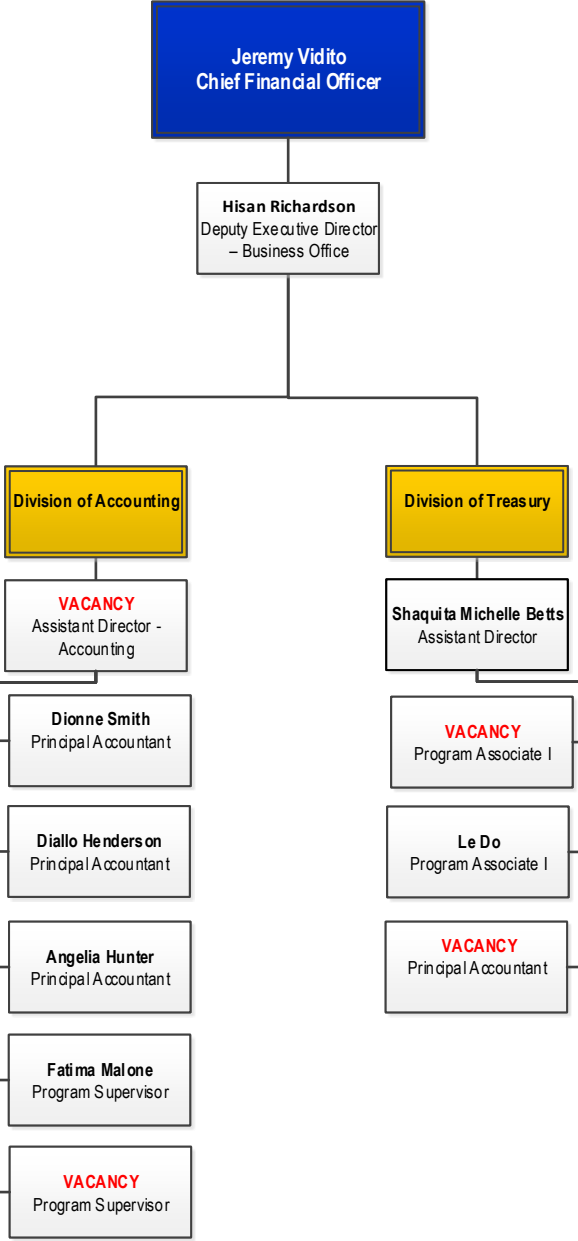 Jeremy Vidito
Chief Financial Officer
Hisan Richardson
Deputy Executive Director
– Business Office
Division of Accounting
VACANCY
Assistant Director -
Accounting
Dionne Smith
Principal Accountant
Diallo Henderson
Principal Accountant
Angelia Hunter
Principal Accountant
Fatima Malone
Program Supervisor
VACANCY
Program Supervisor
Division of Treasury
Shaquita Michelle Betts
Assistant Director
VACANCY
Program Associate I
Le Do
Program Associate I
VACANCY
Principal Accountant